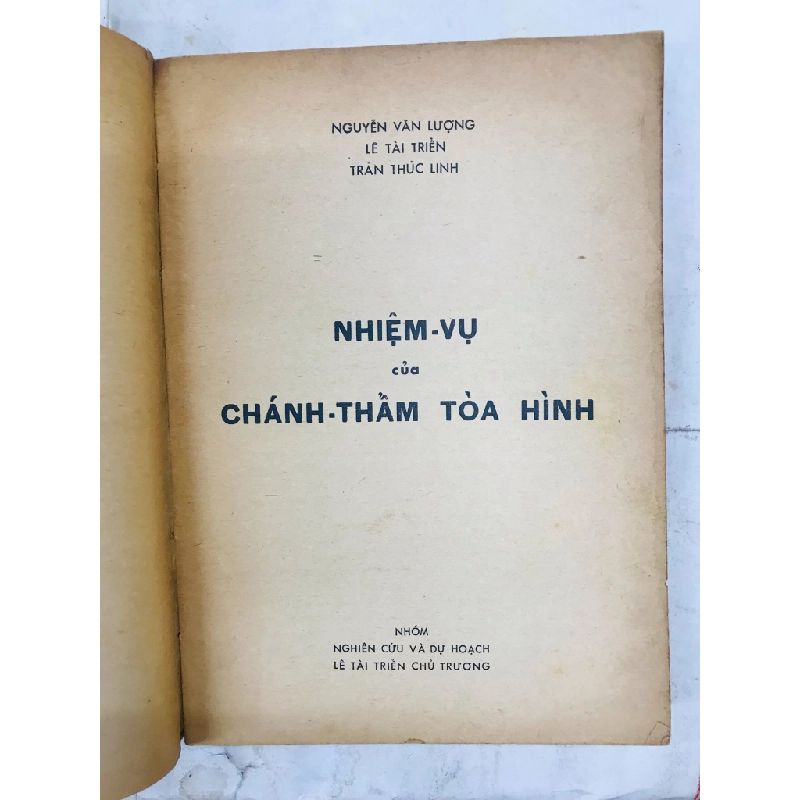 NGUYỄN VĂN LƯỢNG
LÊ TÀI TRIỂN
TRẦN THÚC LINH
NHIỆM-VỤ
của
CHÁNH-THẨM TÒA HÌNH
NHÓM
NGHIÊN CỨU VÀ DỰ HOẠCH
LÊ TÀI TRIỂN CHỦ TRƯƠNG